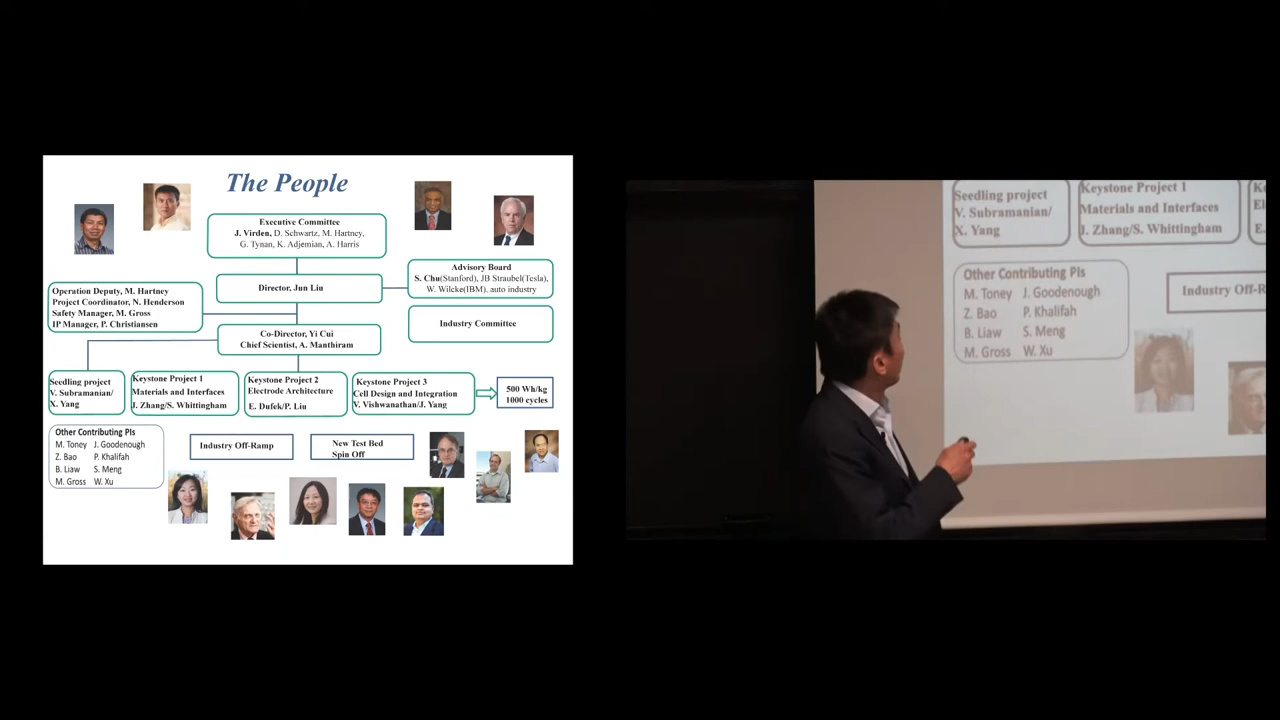 The People
Executive Committee
J. Virden, D. Schwartz, M. Hartney,
G. Tynan, K. Adjemian, A. Harris
Director, Jun Liu
Advisory Board
S. Chu(Stanford), JB Straubel(Tesla),
W. Wilcke(IBM), auto industry
Operation Deputy, M. Hartney
Project Coordinator, N. Henderson
Safety Manager, M. Gross
IP Manager, P. Christiansen
Industry Committee
Co-Director, Yi Cui
Chief Scientist, A. Manthiram
Seedling project
V. Subramanian/
X. Yang
Keystone Project 1
Materials and Interfaces
J. Zhang/S. Whittingham
Keystone Project 2
Electrode Architecture
E. Dufek/P. Liu
Keystone Project 3
Cell Design and Integration
V. Vishwanathan/J. Yang
500 Wh/kg
1000 cycles
Other Contributing PIs
M. Toney J. Goodenough
Z. Bao P. Khalifah
B. Liaw S. Meng
M. Gross W. Xu
Industry Off-Ramp
New Test Bed
Spin Off
Seedling project
V. Subramanian/
X. Yang
Keystone Project 1
Materials and Interfaces
J. Zhang/S. Whittingham
Ke
El
E.
Other Contributing PIs
M. Toney J. Goodenough
Z. Bao P. Khalifah
B. Liaw S. Meng
M. Gross W. Xu
Industry Off-R